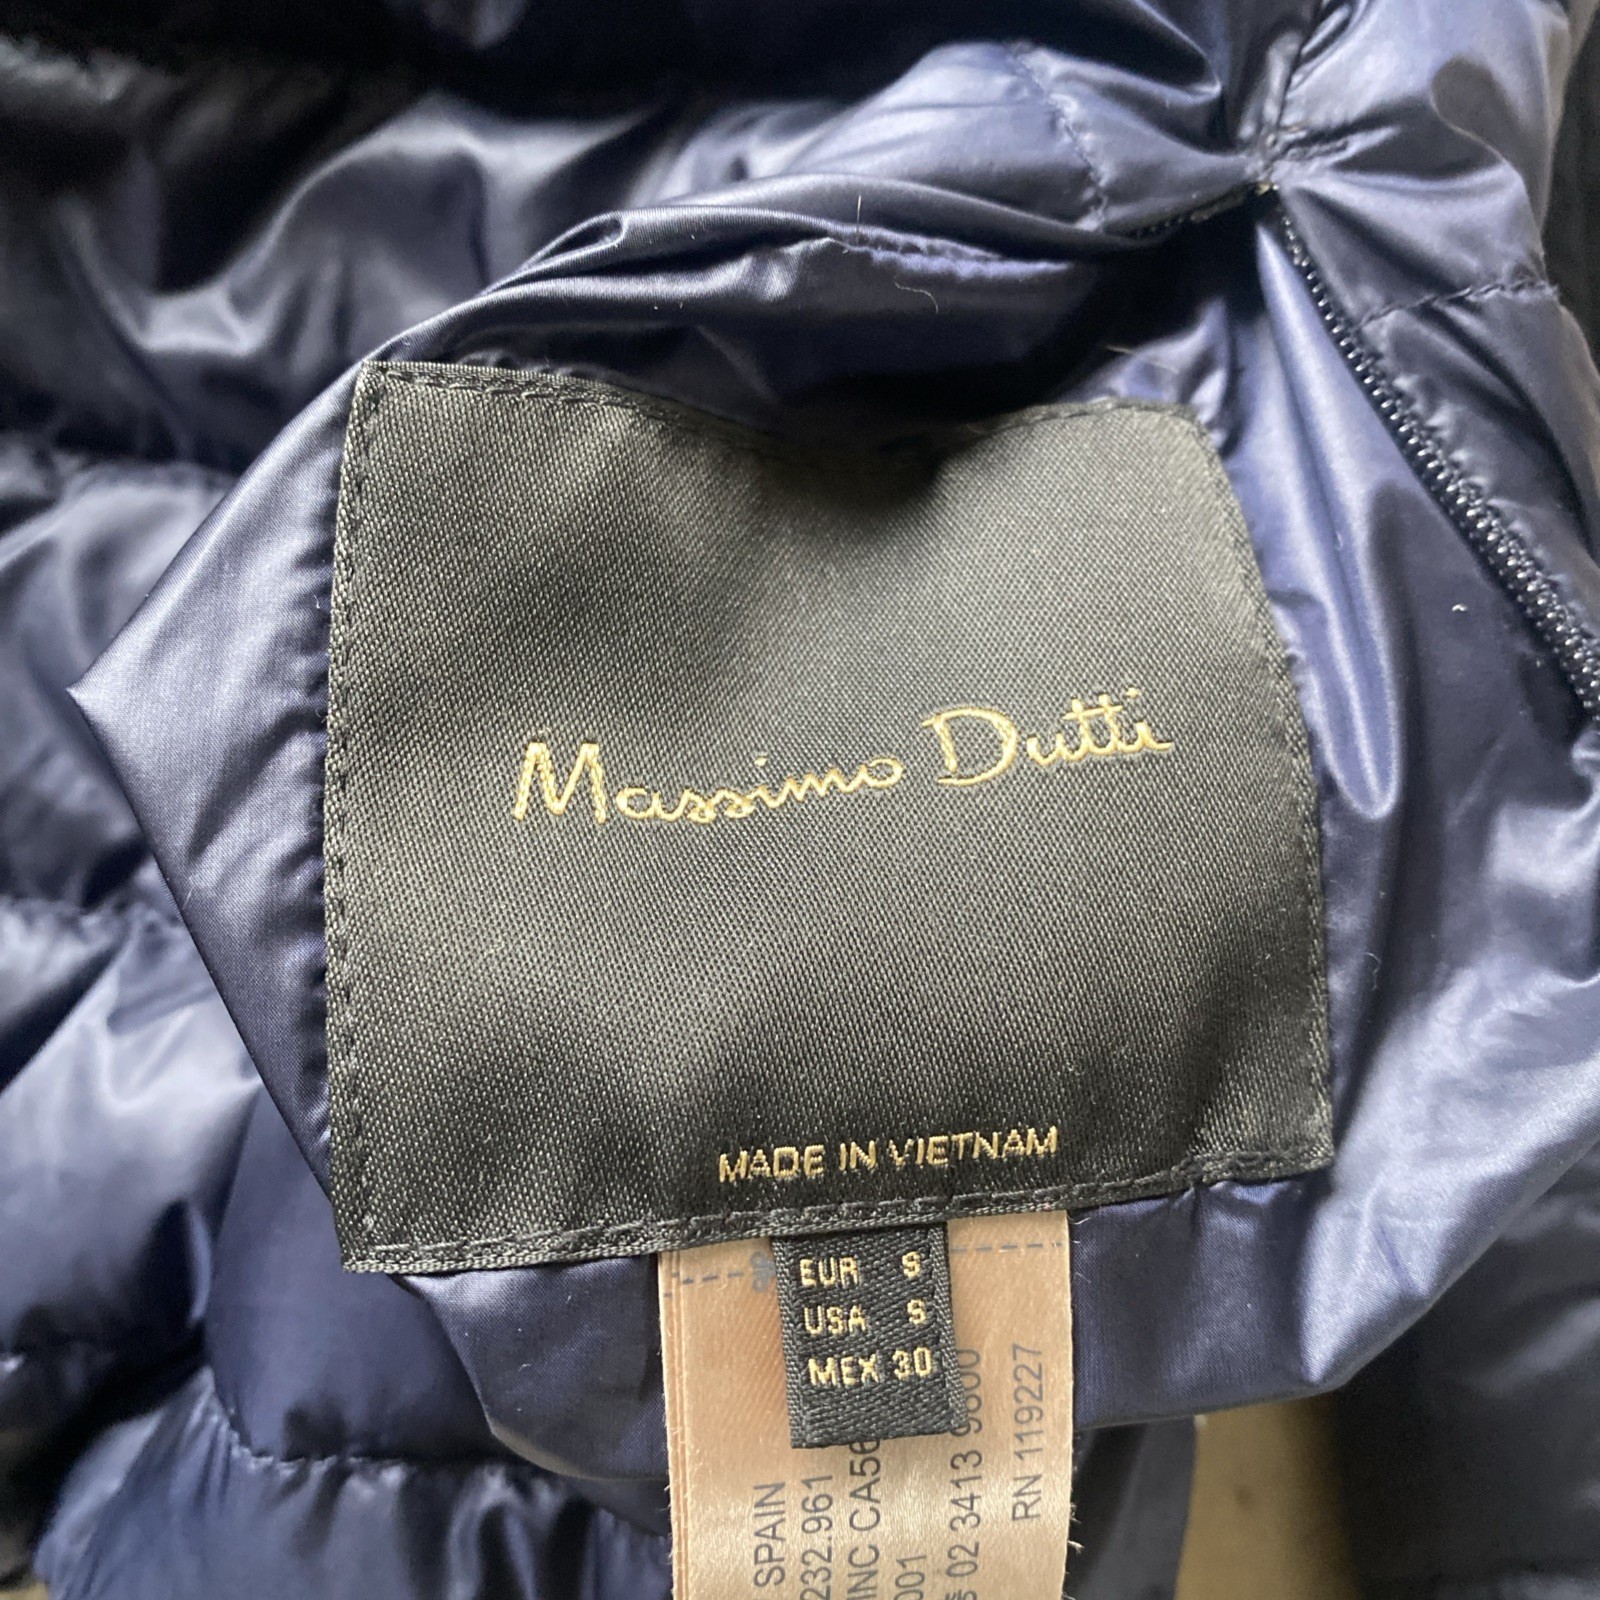 Massimo Dutti
MADE IN VIETNAM
EUR S
USA S
MEX 30
SPAIN
232.961
INC CA56
001
02 3413 9800
RN 119227